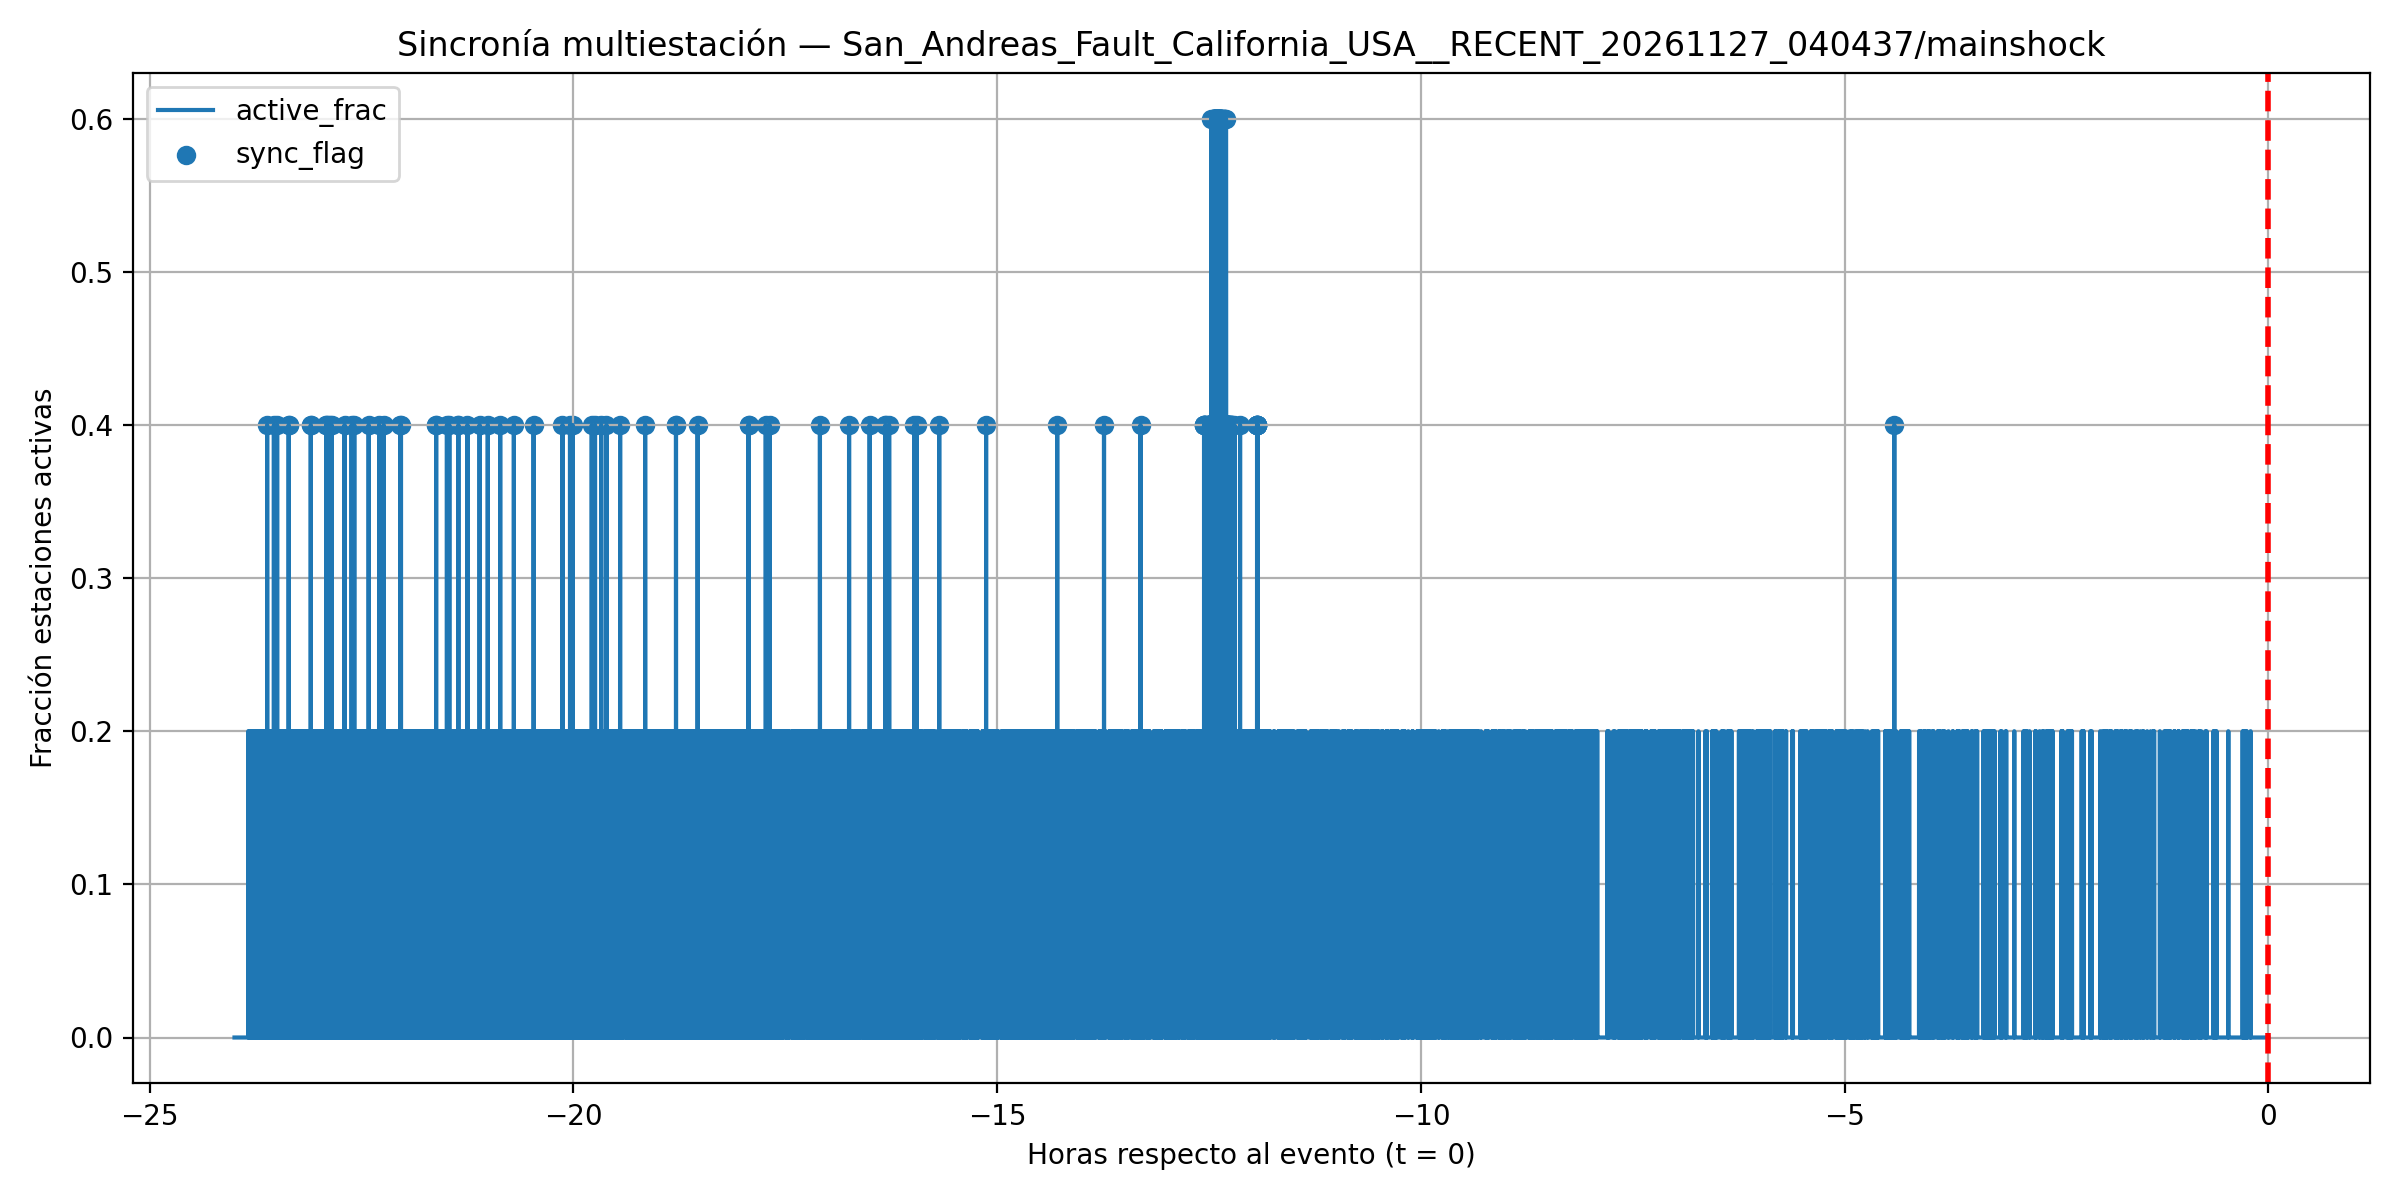 Sincronía multiestación — San_Andreas_Fault_California_USA__RECENT_20261127_040437/mainshock
active_frac
sync_flag
Fracción estaciones activas
0.6
0.5
0.4
0.3
0.2
0.1
0.0
−25
−20
−15
−10
−5
0
Horas respecto al evento (t = 0)